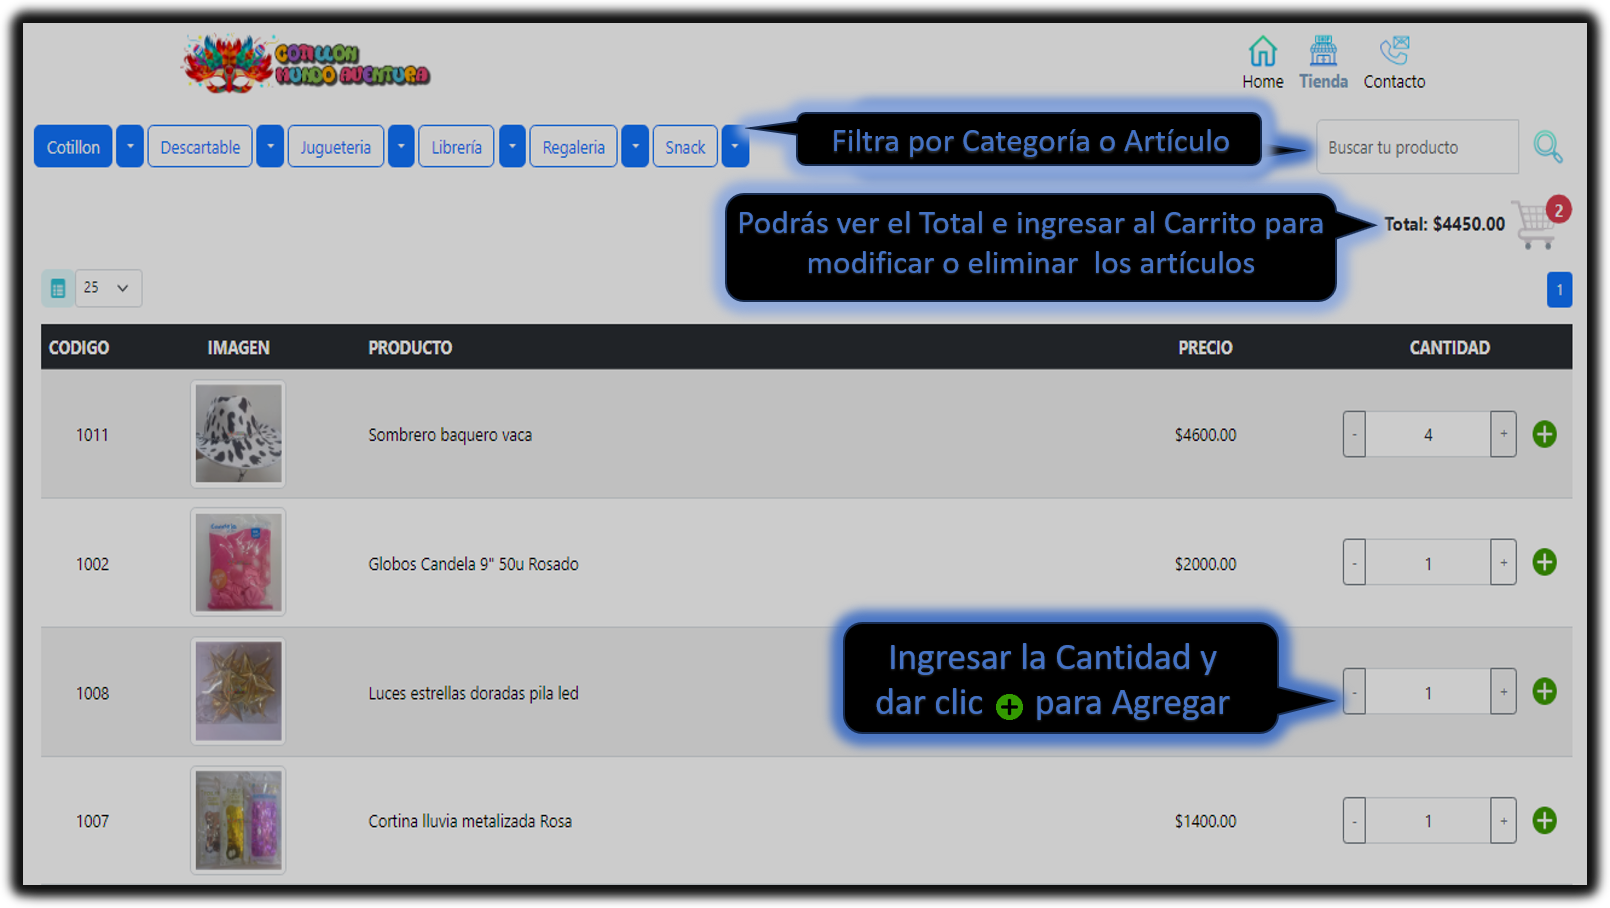 COTILLON
MUNDO AVENTURA
Home Tienda Contacto
Cotillon Descartable Jugueteria Librería Regaleria Snack
Filtra por Categoría o Artículo
Buscar tu producto
Podrás ver el Total e ingresar al Carrito para
modificar o eliminar los artículos
Total: $4450.00 2
25
1
CODIGO IMAGEN PRODUCTO PRECIO CANTIDAD
1011 Sombrero baquero vaca $4600.00 - 4 +
1002 Globos Candela 9" 50u Rosado $2000.00 - 1 +
1008 Luces estrellas doradas pila led - 1 +
Ingresar la Cantidad y
dar clic + para Agregar
1007 Cortina lluvia metalizada Rosa $1400.00 - 1 +